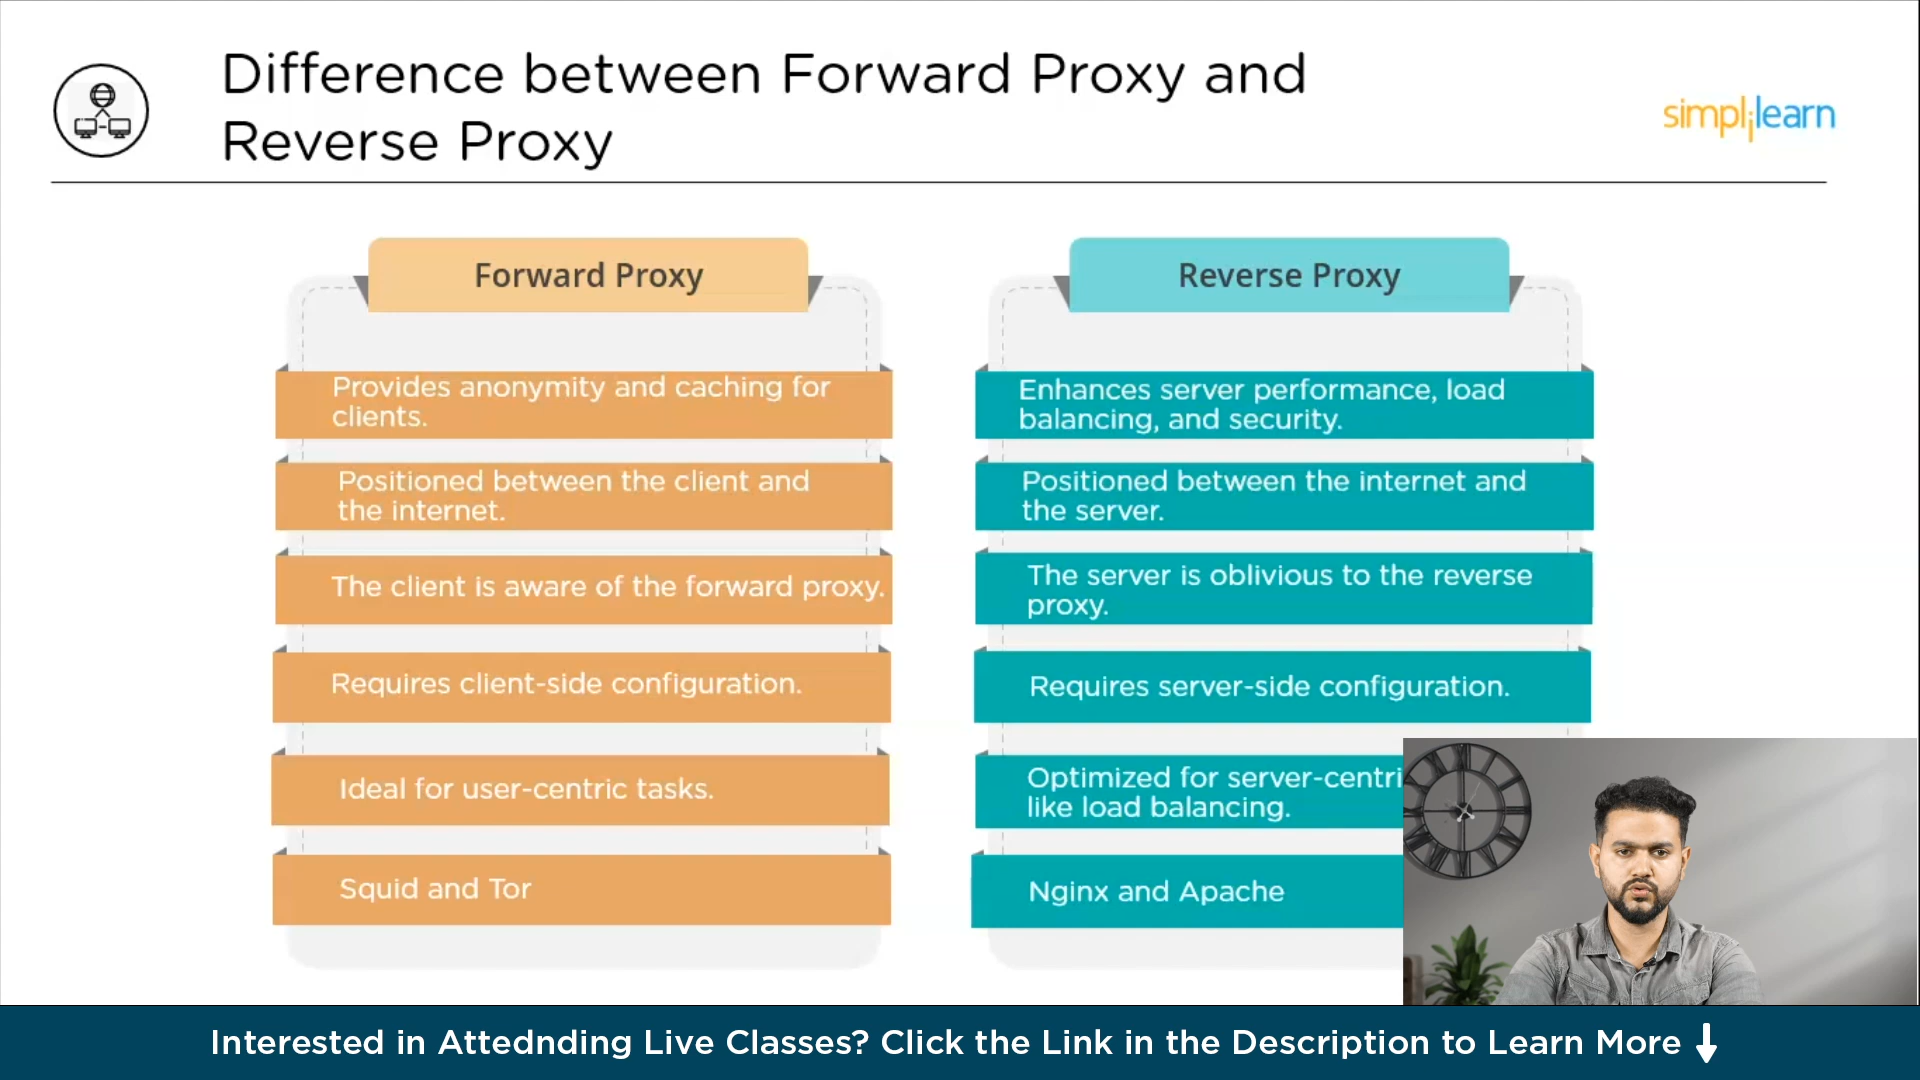 Difference between Forward Proxy and
Reverse Proxy
simplilearn
Forward Proxy
Provides anonymity and caching for
clients.
Positioned between the client and
the internet.
The client is aware of the forward proxy.
Requires client-side configuration.
Ideal for user-centric tasks.
Squid and Tor
Reverse Proxy
Enhances server performance, load
balancing, and security.
Positioned between the internet and
the server.
The server is oblivious to the reverse
proxy.
Requires server-side configuration.
Optimized for
like load balancing.
Nginx and Apache
Interested in Attednding Live Classes? Click the Link in the Description to Learn More